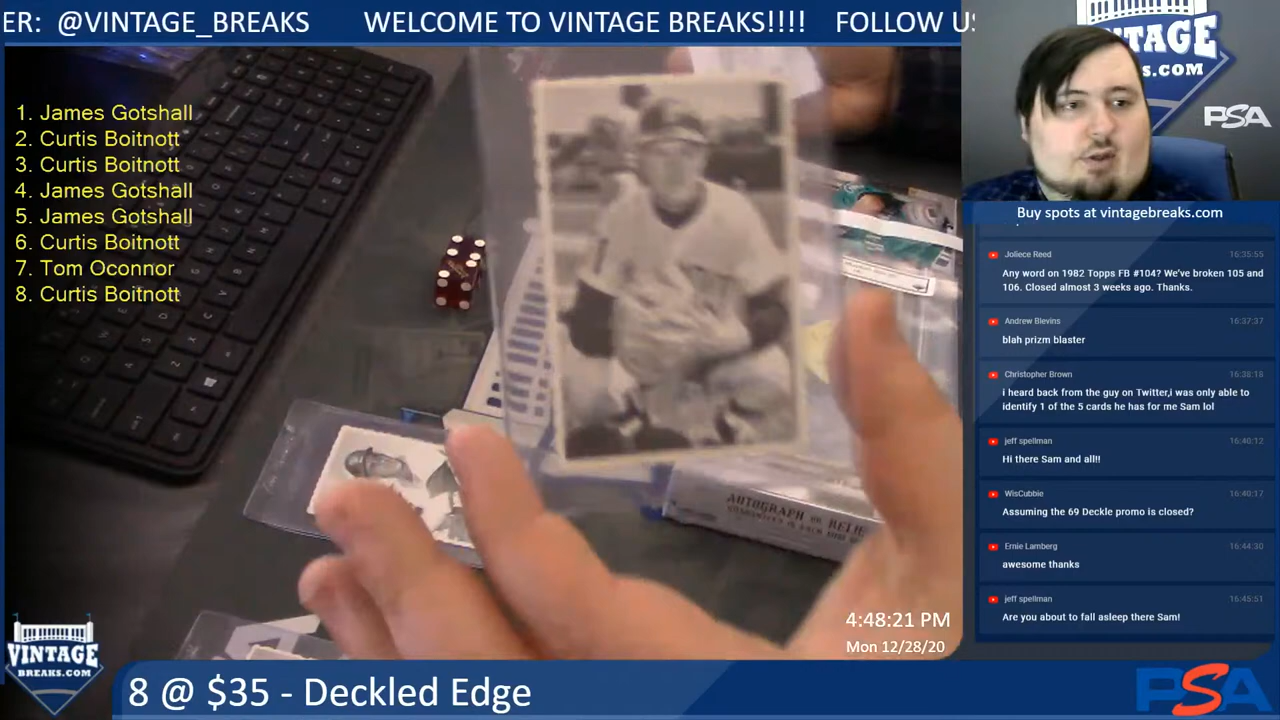 ER: @VINTAGE_BREAKS WELCOME TO VINTAGE BREAKS!!!! FOLLOW US
1. James Gotshall
2. Curtis Boitnott
3. Curtis Boitnott
4. James Gotshall
5. James Gotshall
6. Curtis Boitnott
7. Tom Oconnor
8. Curtis Boitnott
AUTOGRAPH OR RELIC
4:48:21 PM
Mon 12/28/20
VINTAGE
BREAKS.COM
8 @ $35 - Deckled Edge
PSA
NTAGE
KS.COM
PSA
Buy spots at vintagebreaks.com
Joliece Reed 16:35:55
Any word on 1982 Topps FB #104? We've broken 105 and
106. Closed almost 3 weeks ago. Thanks.
Andrew Blevins 16:37:37
blah prizm blaster
Christopher Brown 16:38:18
i heard back from the guy on Twitter,i was only able to
identify 1 of the 5 cards he has for me Sam lol
jeff spellman 16:40:12
Hi there Sam and all!!
WisCubbie 16:40:17
Assuming the 69 Deckle promo is closed?
Ernie Lamberg 16:44:30
awesome thanks
jeff spellman 16:45:51
Are you about to fall asleep there Sam!